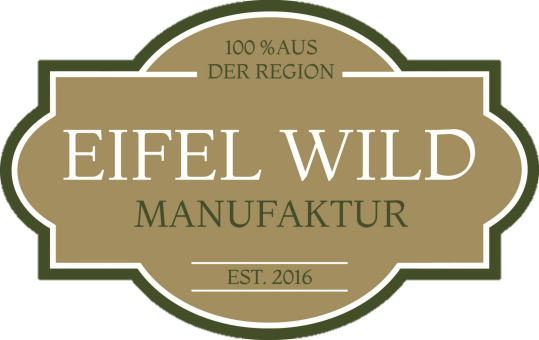 100 %AUS
DER REGION
EIFEL WILD
MANUFAKTUR
EST. 2016